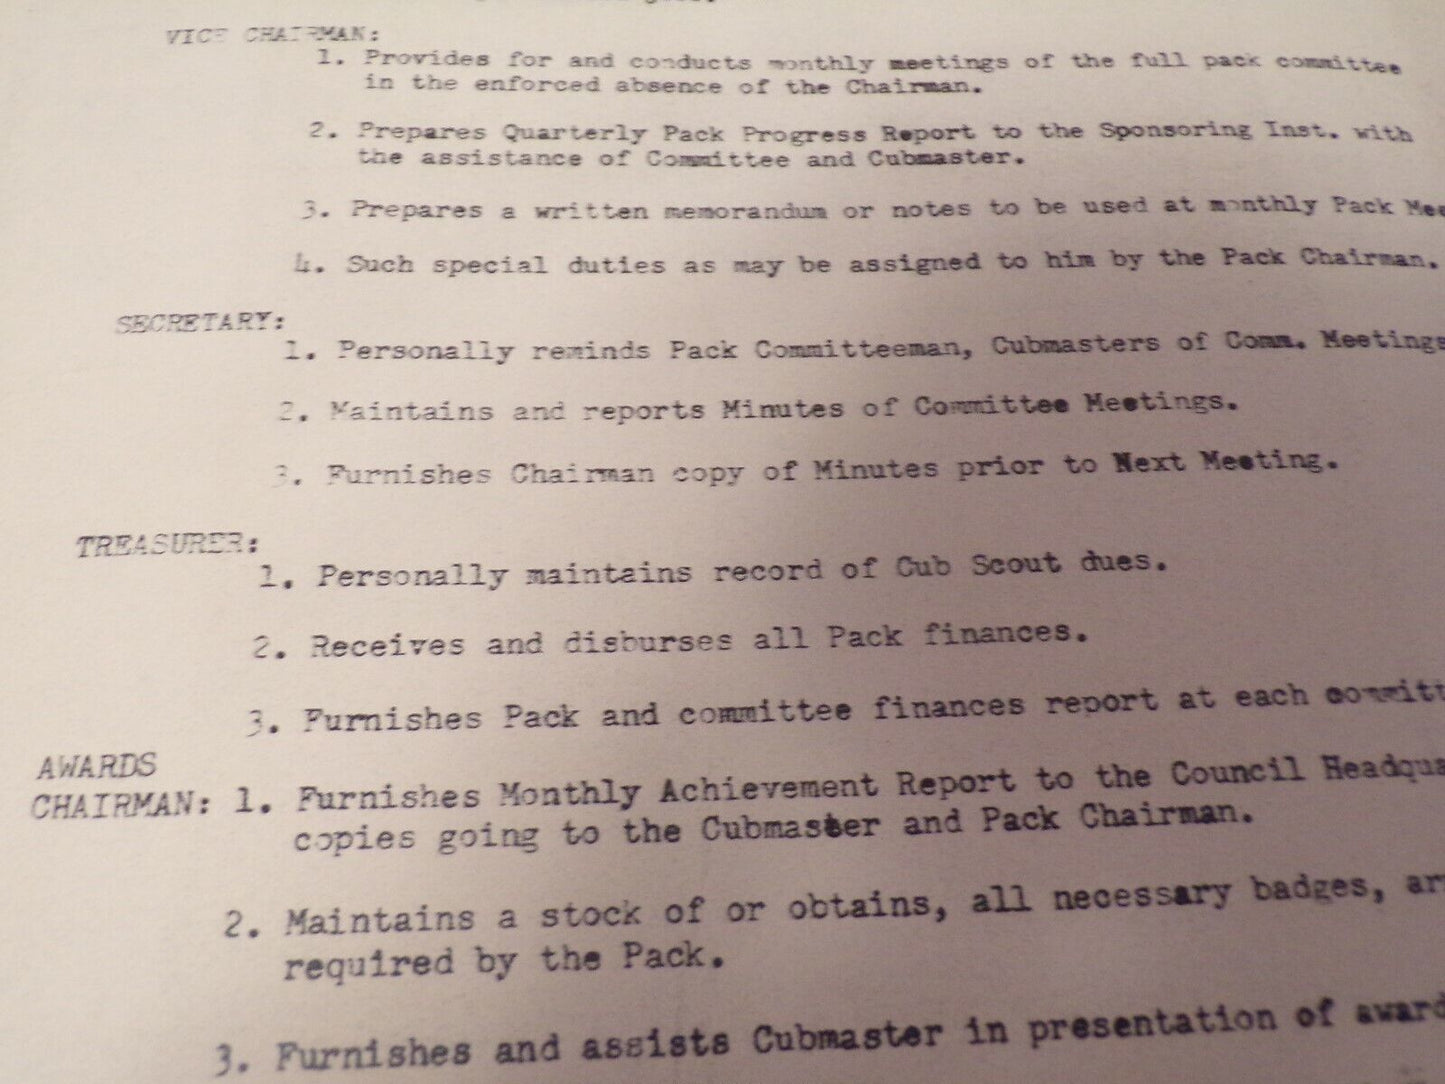 VICE CHAIRMAN:
1. Provides for and conducts monthly meetings of the full pack committee
in the enforced absence of the Chairman.
2. Prepares Quarterly Pack Progress Report to the Sponsoring Inst. with
the assistance of Committee and Cubmaster.
3. Prepares a written memorandum or notes to be used at monthly Pack Mee
4. Such special duties as may be assigned to him by the Pack Chairman.
SECRETARY:
1. Personally reminds Pack Committeeman, Cubmasters of Comm. Meetings
2. Maintains and reports Minutes of Committee Meetings.
3. Furnishes Chairman copy of Minutes prior to Next Meeting.
TREASURER:
1. Personally maintains record of Cub Scout dues.
2. Receives and disburses all Pack finances.
3. Furnishes Pack and committee finances report at each committ
AWARDS
CHAIRMAN: 1. Furnishes Monthly Achievement Report to the Council Headqua
copies going to the Cubmaster and Pack Chairman.
2. Maintains a stock of or obtains, all necessary badges, ar
required by the Pack.
3. Furnishes and assists Cubmaster in presentation of award